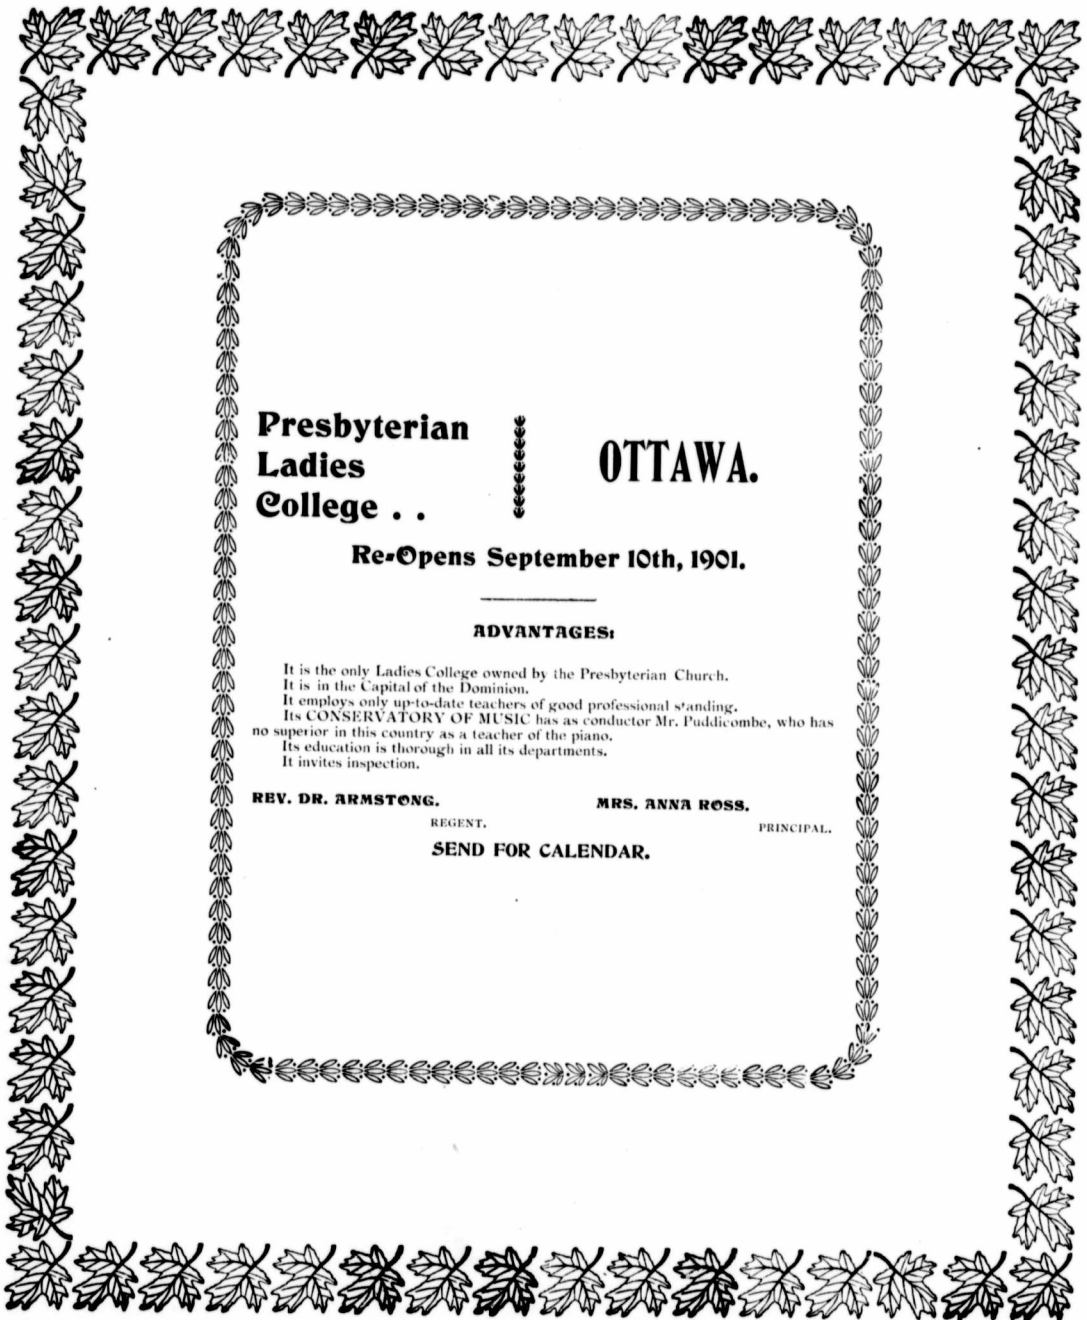 Presbyterian
Ladies
College . .
OTTAWA.
Re-Opens September 10th, 1901.
ADVANTAGES:
It is the only Ladies College owned by the Presbyterian Church.
It is in the Capital of the Dominion.
It employs only up-to-date teachers of good professional standing.
Its CONSERVATORY OF MUSIC has as conductor Mr. Puddicombe, who has
no superior in this country as a teacher of the piano.
Its education is thorough in all its departments.
It invites inspection.
REV. DR. ARMSTONG.
REGENT.
MRS. ANNA ROSS.
PRINCIPAL.
SEND FOR CALENDAR.